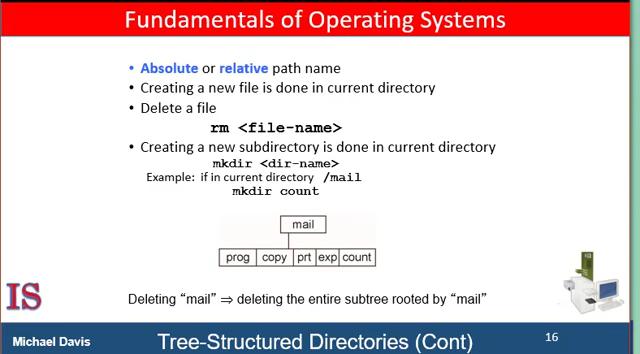 Fundamentals of Operating Systems
• Absolute or relative path name
• Creating a new file is done in current directory
• Delete a file
rm <file-name>
• Creating a new subdirectory is done in current directory
mkdir <dir-name>
Example: if in current directory /mail
mkdir count
mail
prog copy prt exp count
Deleting “mail” ⇒ deleting the entire subtree rooted by “mail”
IS
Michael Davis
Tree-Structured Directories (Cont)
16